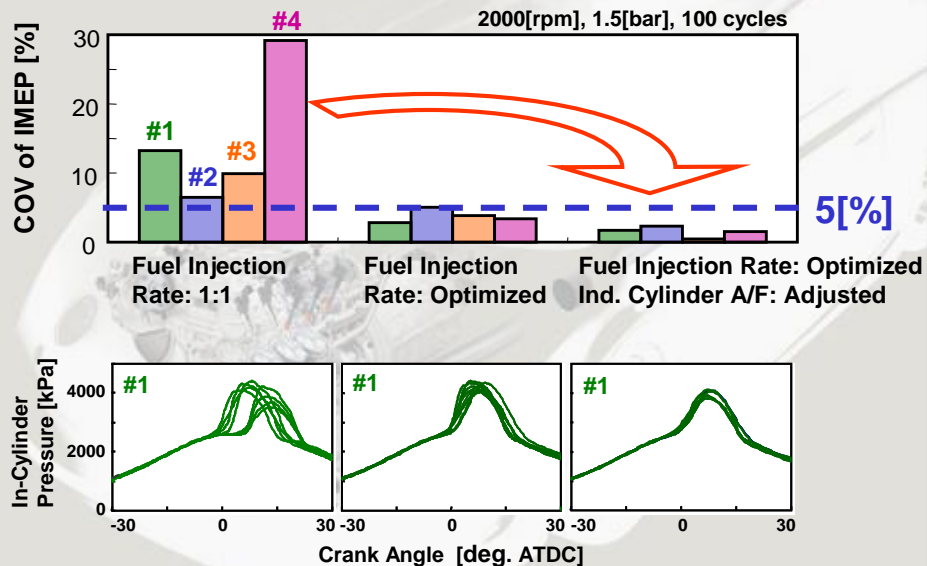 2000[rpm], 1.5[bar], 100 cycles
COV of IMEP [%]
30
20
10
0
#1
#2
#3
#4
5[%]
Fuel Injection
Rate: 1:1
Fuel Injection
Rate: Optimized
Fuel Injection Rate: Optimized
Ind. Cylinder A/F: Adjusted
In-Cylinder
Pressure [kPa]
4000
2000
0
#1
#1
#1
-30 0 30
-30 0 30
-30 0 30
Crank Angle [deg. ATDC]